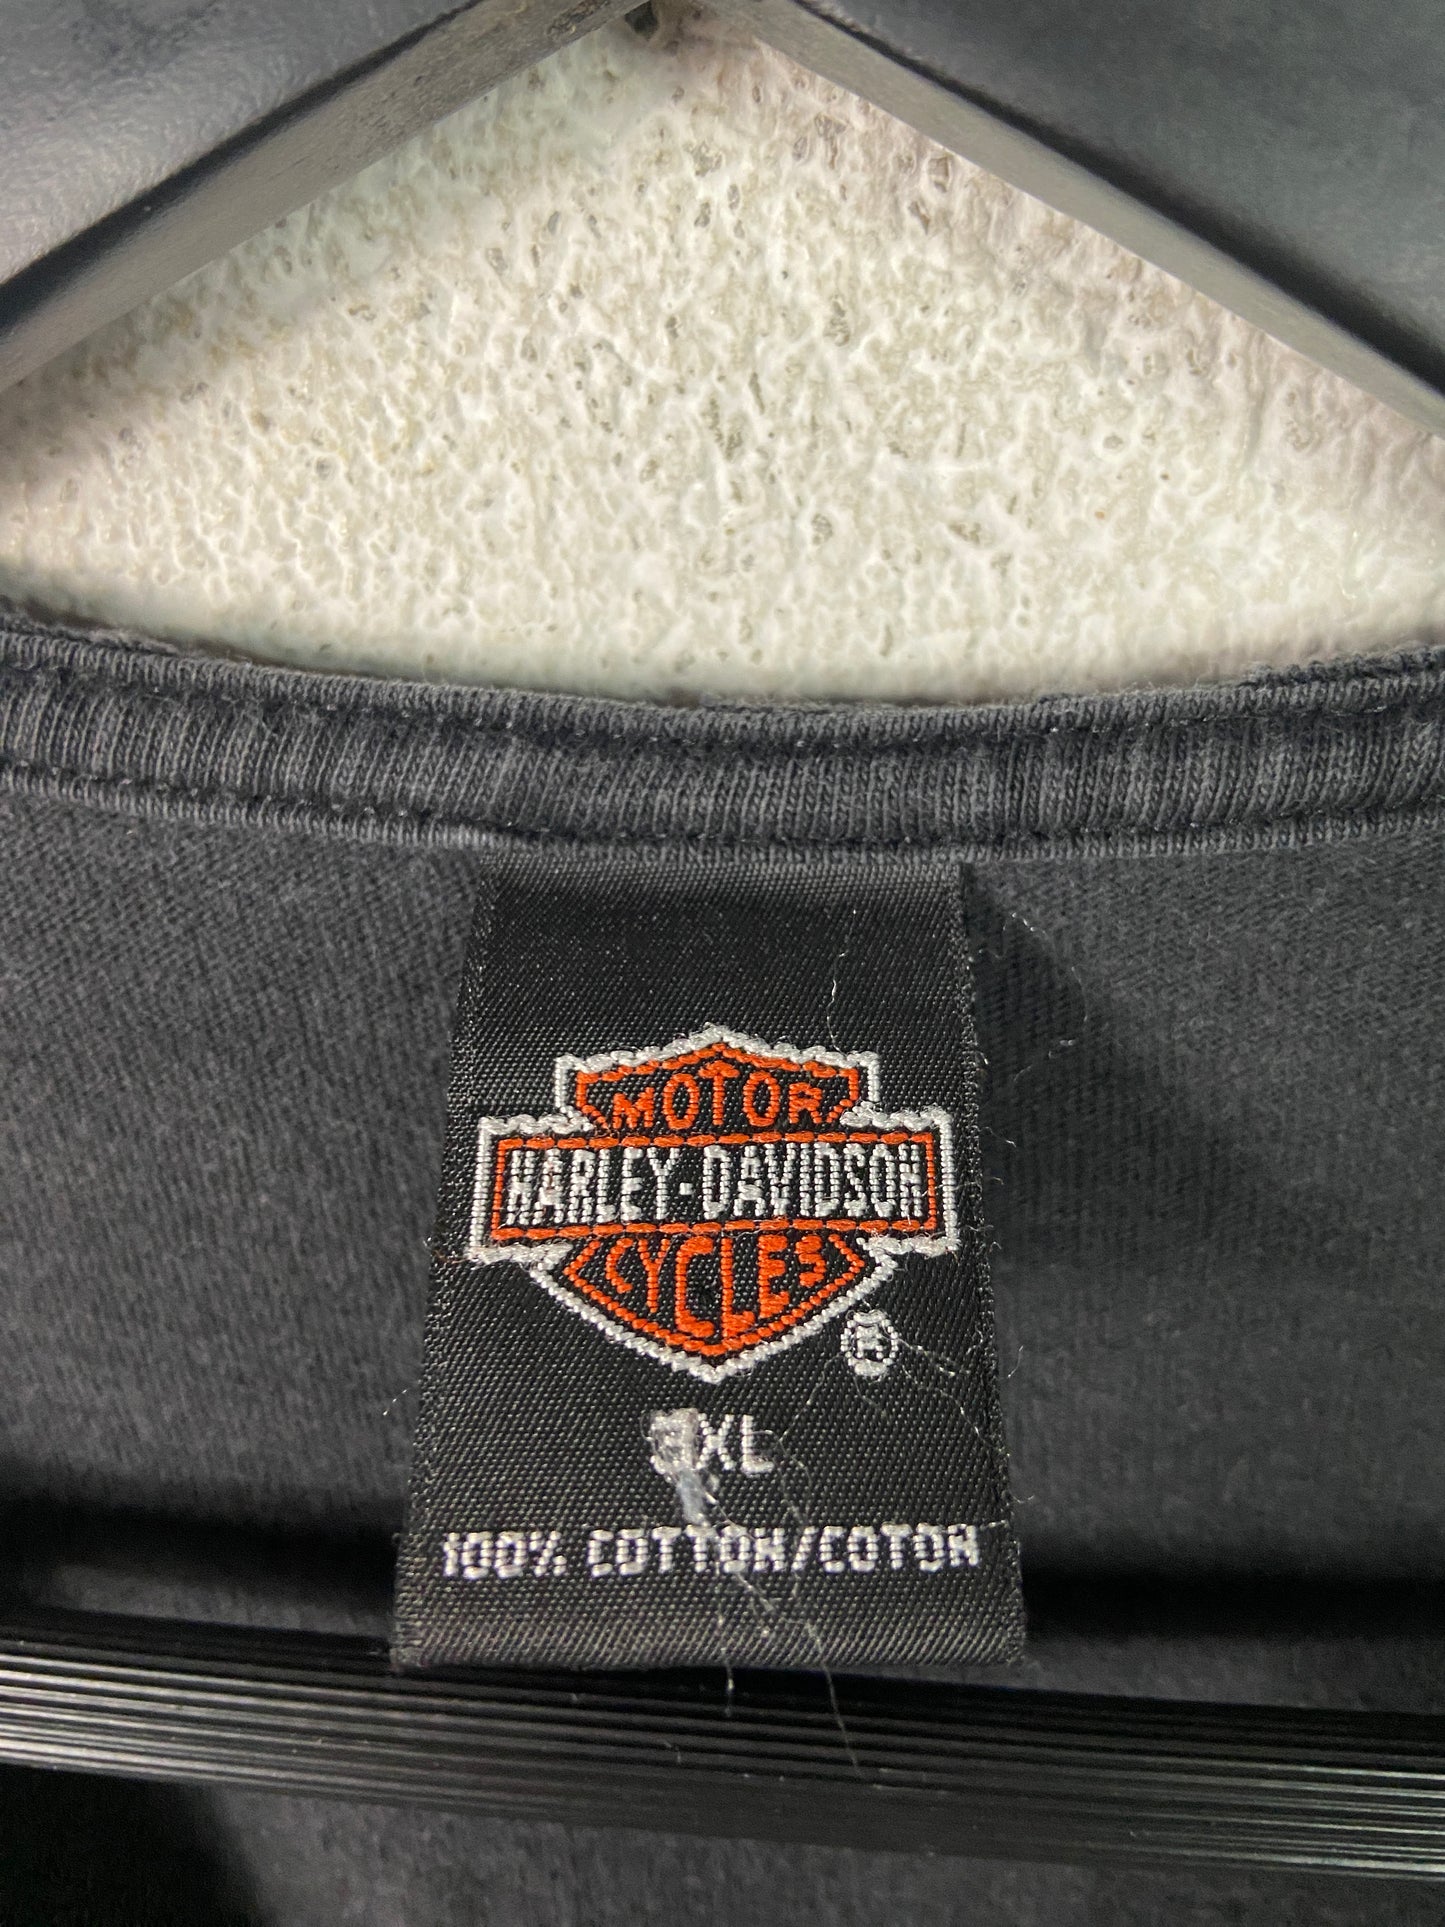 MOTOR
HARLEY-DAVIDSON
CYCLES
®
XL
100% COTTON/COTON